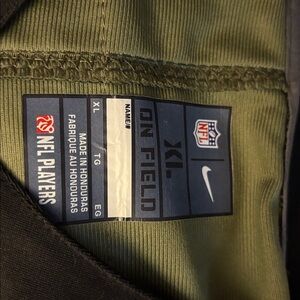 NFL
XL
ON FIELD
NAME/#
XL TG EG
MADE IN HONDURAS
FABRIQUÉ AU HONDURAS
NFL PLAYERS